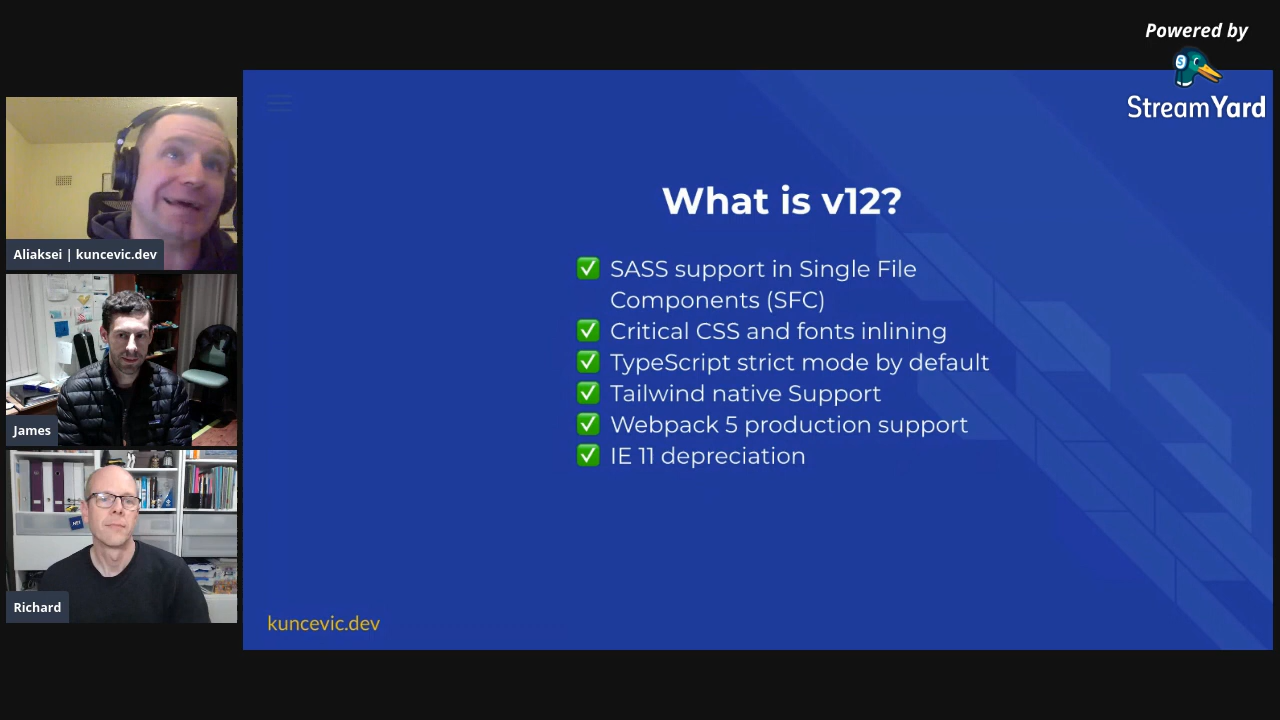 Powered by
StreamYard
Aliaksei | kuncevic.dev
James
Richard
What is v12?
✅ SASS support in Single File
Components (SFC)
✅ Critical CSS and fonts inlining
✅ TypeScript strict mode by default
✅ Tailwind native Support
✅ Webpack 5 production support
✅ IE 11 depreciation
kuncevic.dev